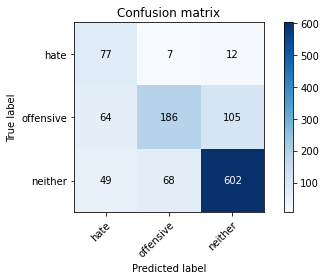 Confusion matrix
True label
hate
77
7
12
offensive
64
186
105
neither
49
68
602
hate
offensive
neither
Predicted label
600
500
400
300
200
100